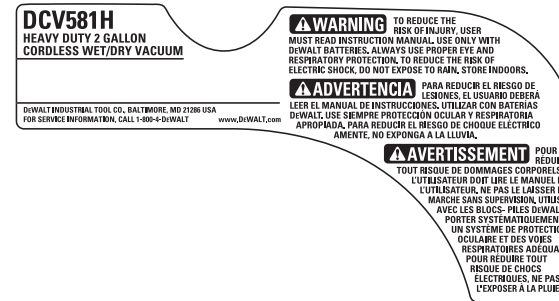 DCV581H
HEAVY DUTY 2 GALLON
CORDLESS WET/DRY VACUUM
DEWALT INDUSTRIAL TOOL CO., BALTIMORE, MD 21286 USA
FOR SERVICE INFORMATION, CALL 1-800-4-DEWALT www.DEWALT.com
WARNING TO REDUCE THE
RISK OF INJURY, USER
MUST READ INSTRUCTION MANUAL. USE ONLY WITH
DEWALT BATTERIES. ALWAYS USE PROPER EYE AND
RESPIRATORY PROTECTION. TO REDUCE THE RISK OF
ELECTRIC SHOCK, DO NOT EXPOSE TO RAIN. STORE INDOORS.
ADVERTENCIA PARA REDUCIR EL RIESGO DE
LESIONES, EL USUARIO DEBERÁ
LEER EL MANUAL DE INSTRUCCIONES. UTILIZAR CON BATERÍAS
DEWALT. USE SIEMPRE PROTECCIÓN OCULAR Y RESPIRATORIA
APROPIADA. PARA REDUCIR EL RIESGO DE CHOQUE ELÉCTRICO
AMENTE, NO EXPONGA A LA LLUVIA.
AVERTISSEMENT POUR
RÉDUI
TOUT RISQUE DE DOMMAGES CORPORELS
L'UTILISATEUR DOIT LIRE LE MANUEL
L'UTILISATEUR. NE PAS LE LAISSER
MARCHE SANS SUPERVISION. UTILIS
AVEC LES BLOCS- PILES DEWAL
PORTER SYSTÉMATIQUEMEN
UN SYSTÈME DE PROTECTIO
OCULAIRE ET DES VOIES
RESPIRATOIRES ADÉQUA
POUR RÉDUIRE TOUT
RISQUE DE CHOCS
ÉLECTRIQUES, NE PAS
L'EXPOSER À LA PLUIE